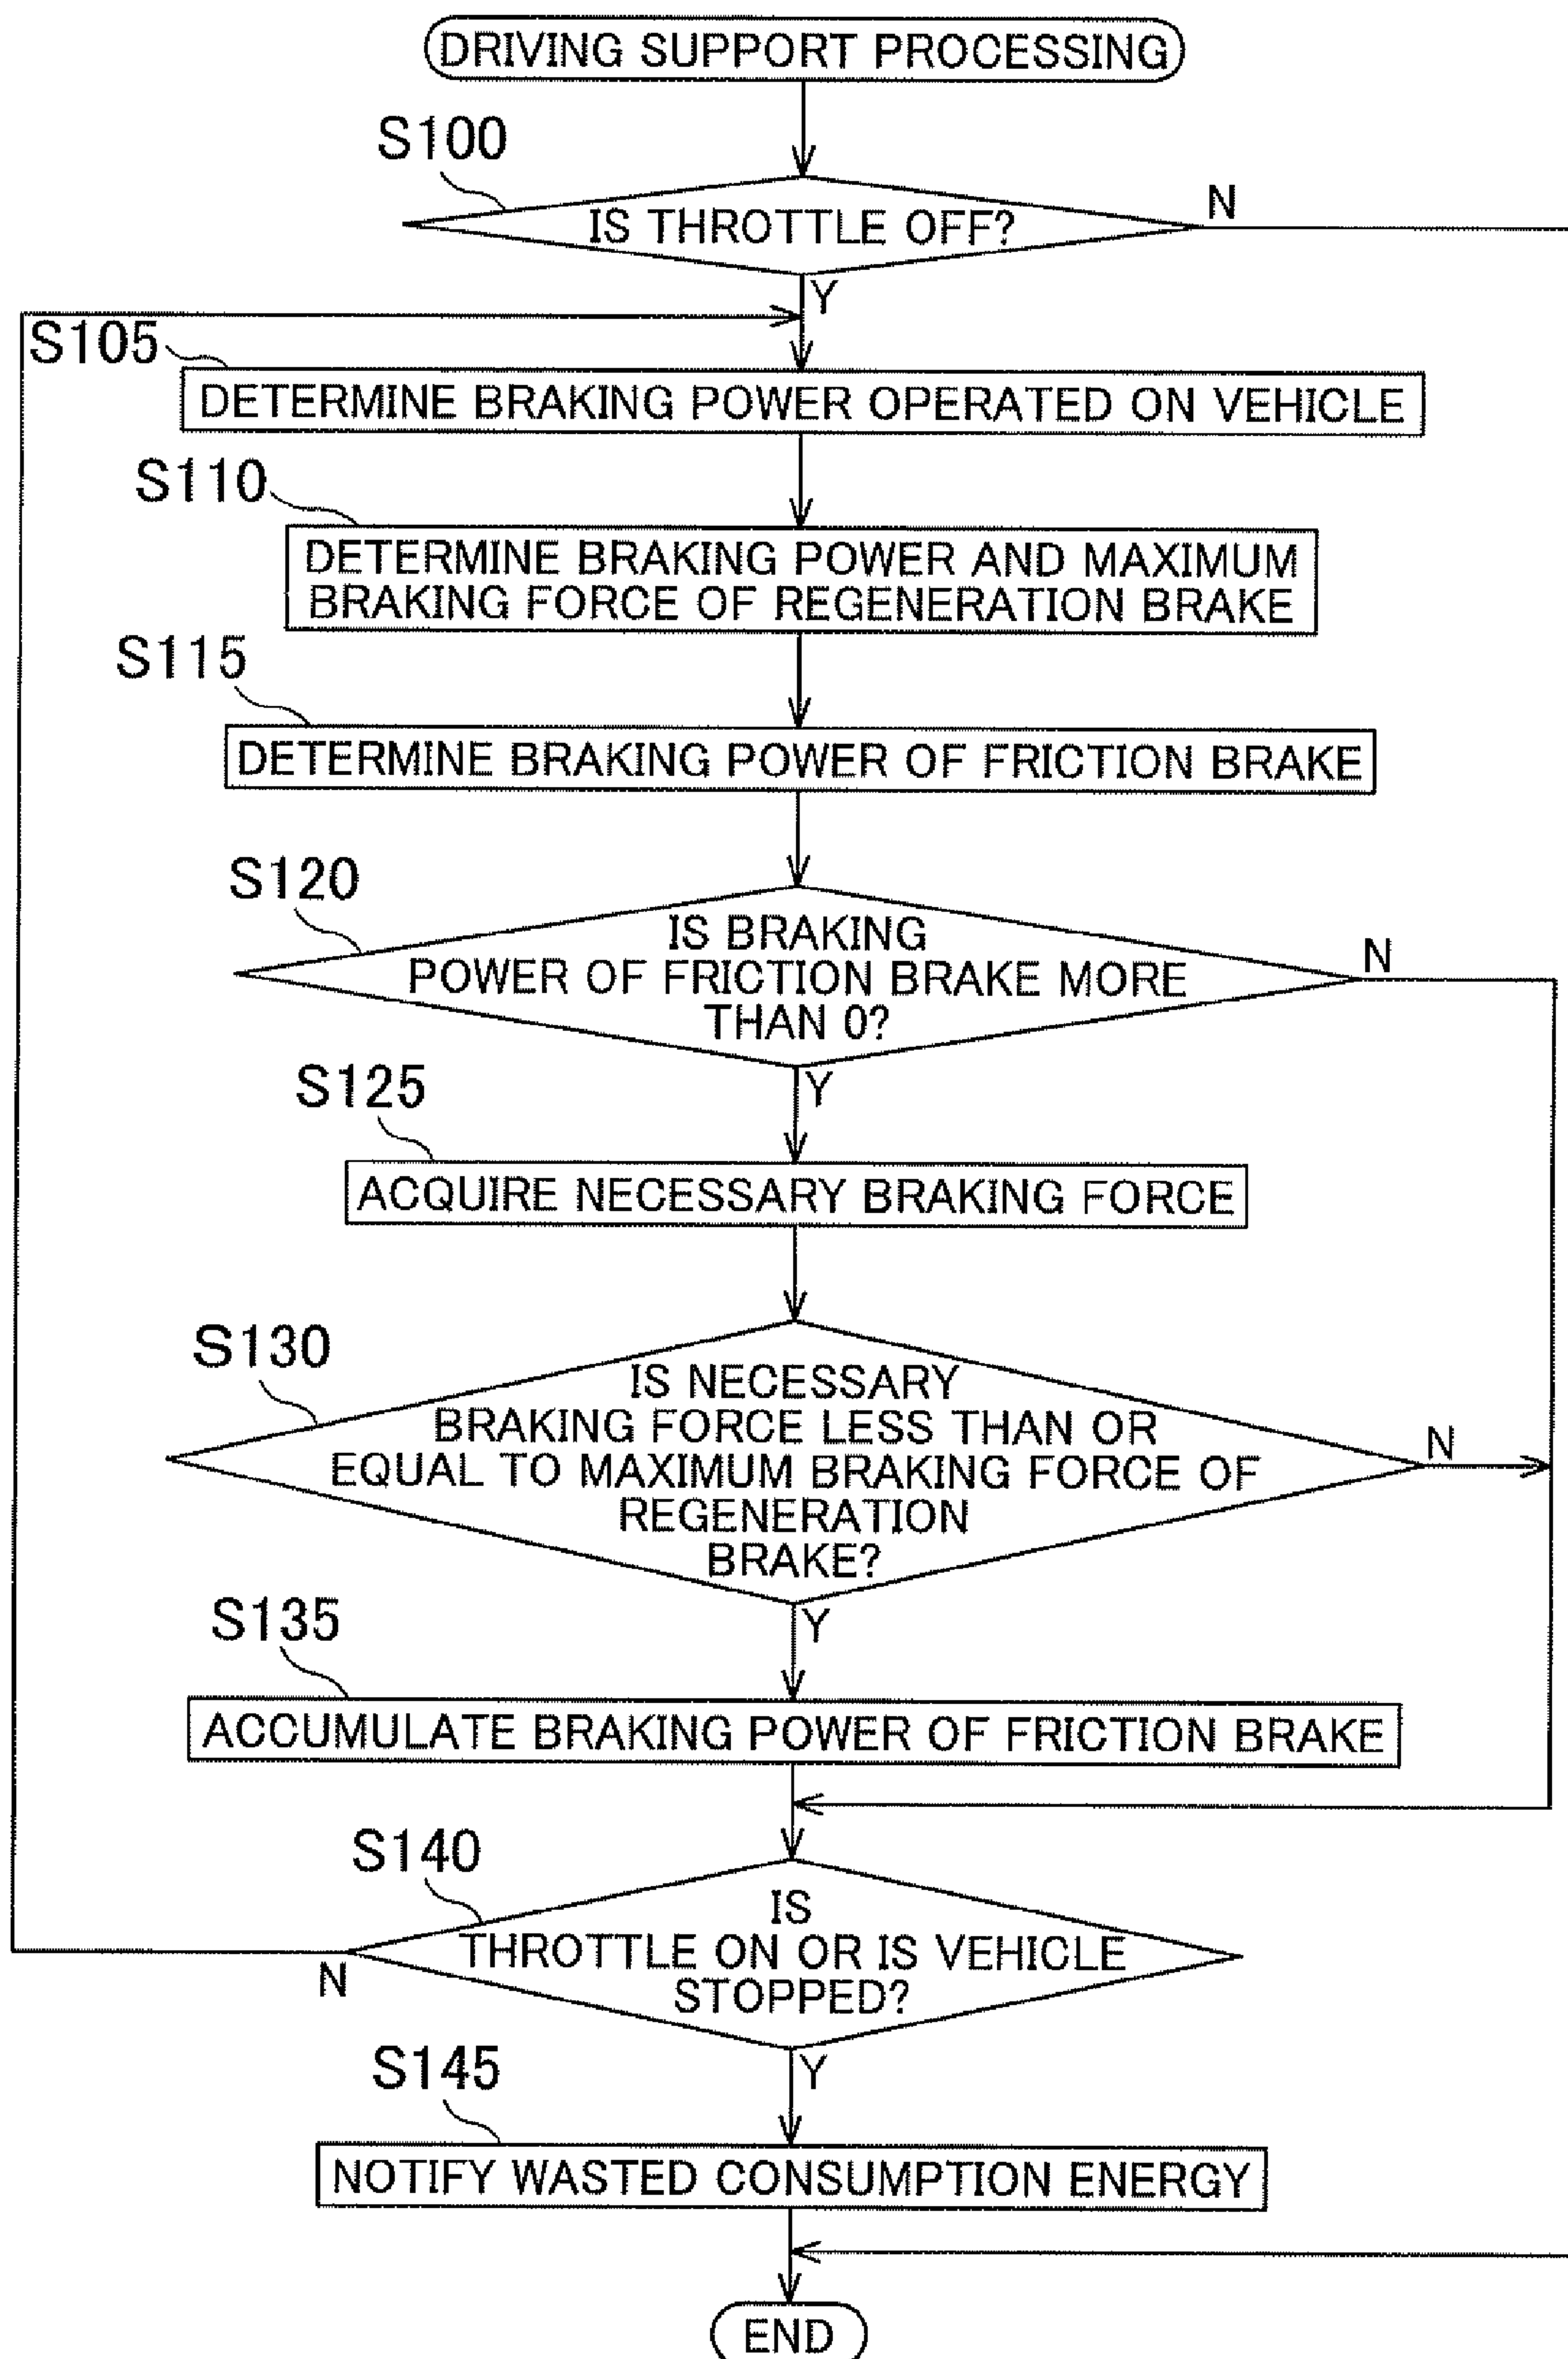 DRIVING SUPPORT PROCESSING
S100
IS THROTTLE OFF?
N
Y
S105
DETERMINE BRAKING POWER OPERATED ON VEHICLE
S110
DETERMINE BRAKING POWER AND MAXIMUM
BRAKING FORCE OF REGENERATION BRAKE
S115
DETERMINE BRAKING POWER OF FRICTION BRAKE
S120
IS BRAKING
POWER OF FRICTION BRAKE MORE
THAN 0?
N
Y
S125
ACQUIRE NECESSARY BRAKING FORCE
S130
IS NECESSARY
BRAKING FORCE LESS THAN OR
EQUAL TO MAXIMUM BRAKING FORCE OF
REGENERATION
BRAKE?
N
Y
S135
ACCUMULATE BRAKING POWER OF FRICTION BRAKE
S140
IS
THROTTLE ON OR IS VEHICLE
STOPPED?
N
Y
S145
NOTIFY WASTED CONSUMPTION ENERGY
END